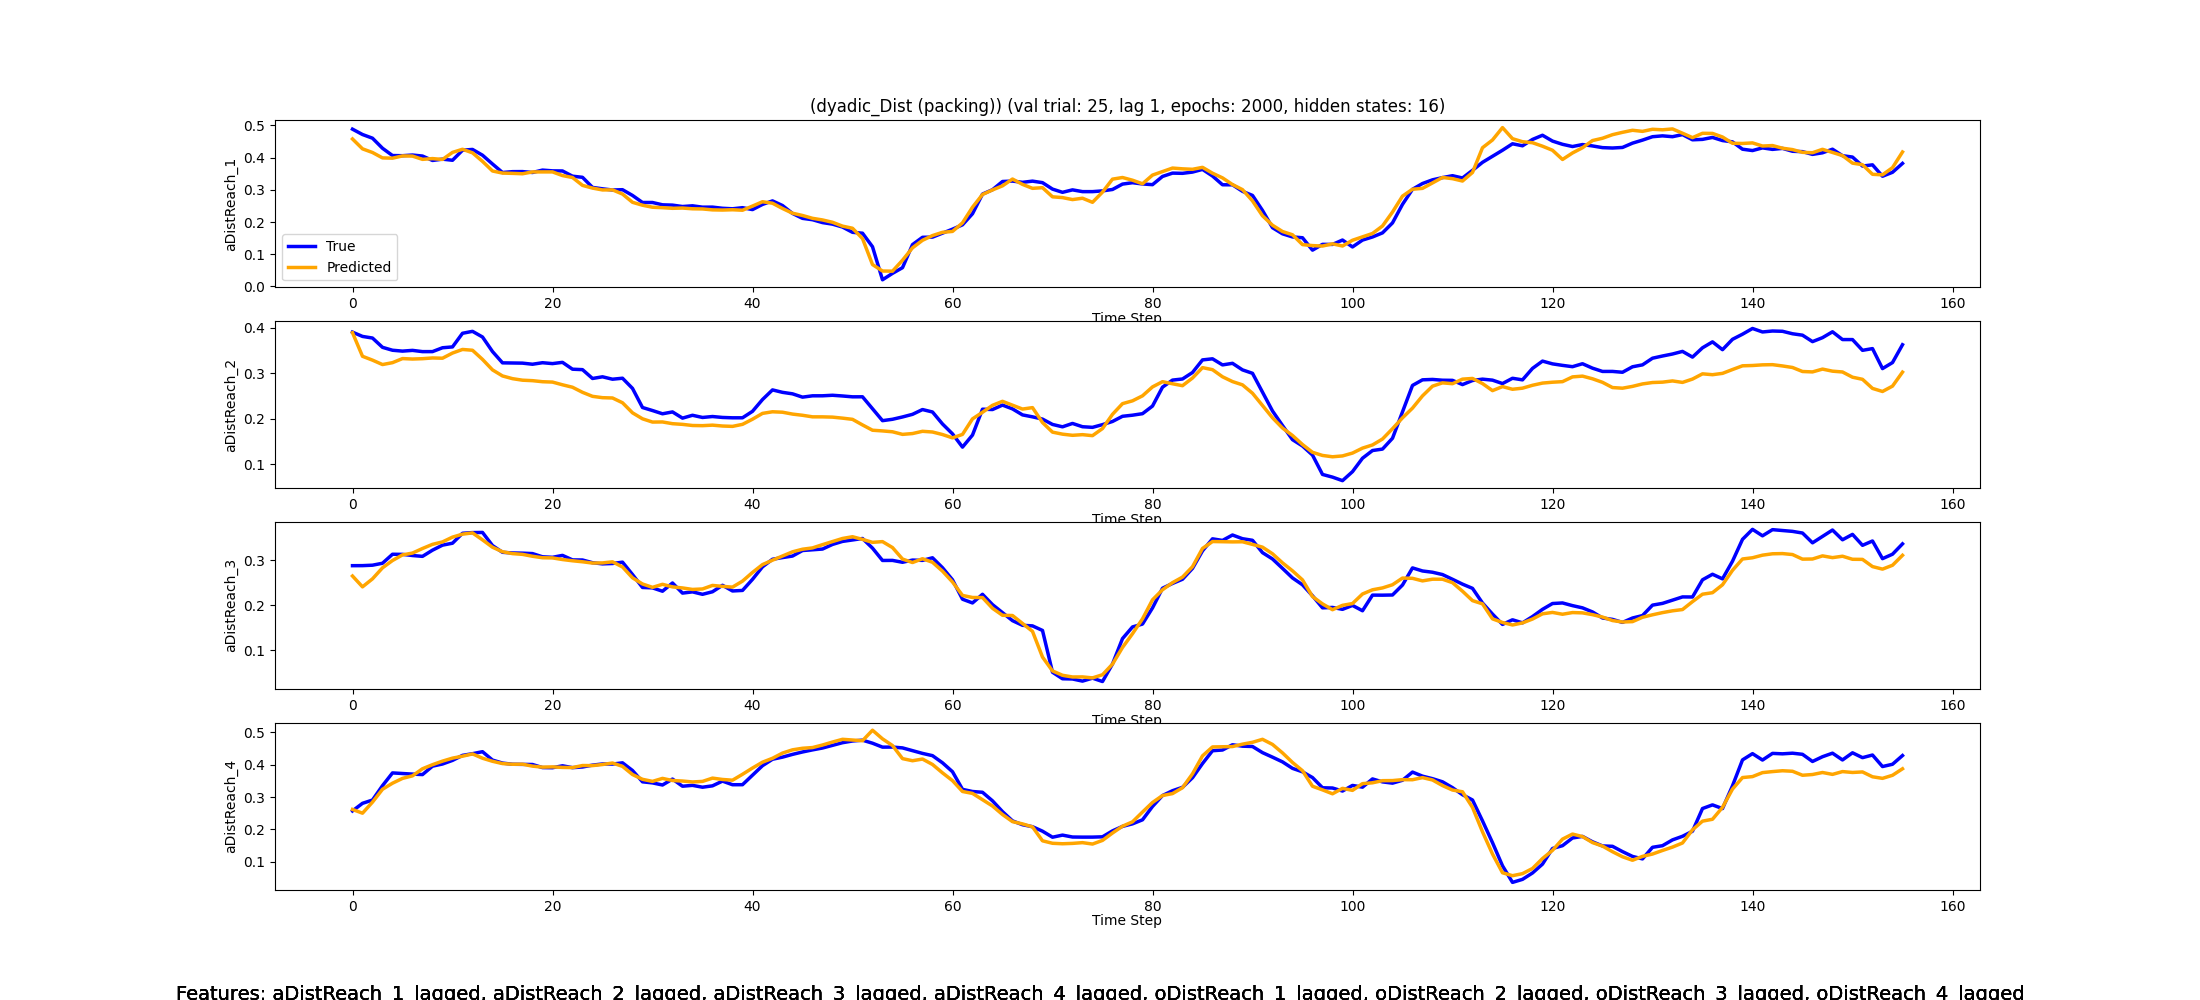 (dyadic_Dist (packing)) (val trial: 25, lag 1, epochs: 2000, hidden states: 16)
aDistReach_1
0.5
0.4
0.3
0.2
0.1
0.0
True
Predicted
0 20 40 60 80 100 120 140 160
Time Step
aDistReach_2
0.4
0.3
0.2
0.1
0 20 40 60 80 100 120 140 160
Time Step
aDistReach_3
0.3
0.2
0.1
0 20 40 60 80 100 120 140 160
Time Step
aDistReach_4
0.5
0.4
0.3
0.2
0.1
0 20 40 60 80 100 120 140 160
Time Step
Features: aDistReach_1_lagged, aDistReach_2_lagged, aDistReach_3_lagged, aDistReach_4_lagged, oDistReach_1_lagged, oDistReach_2_lagged, oDistReach_3_lagged, oDistReach_4_lagged